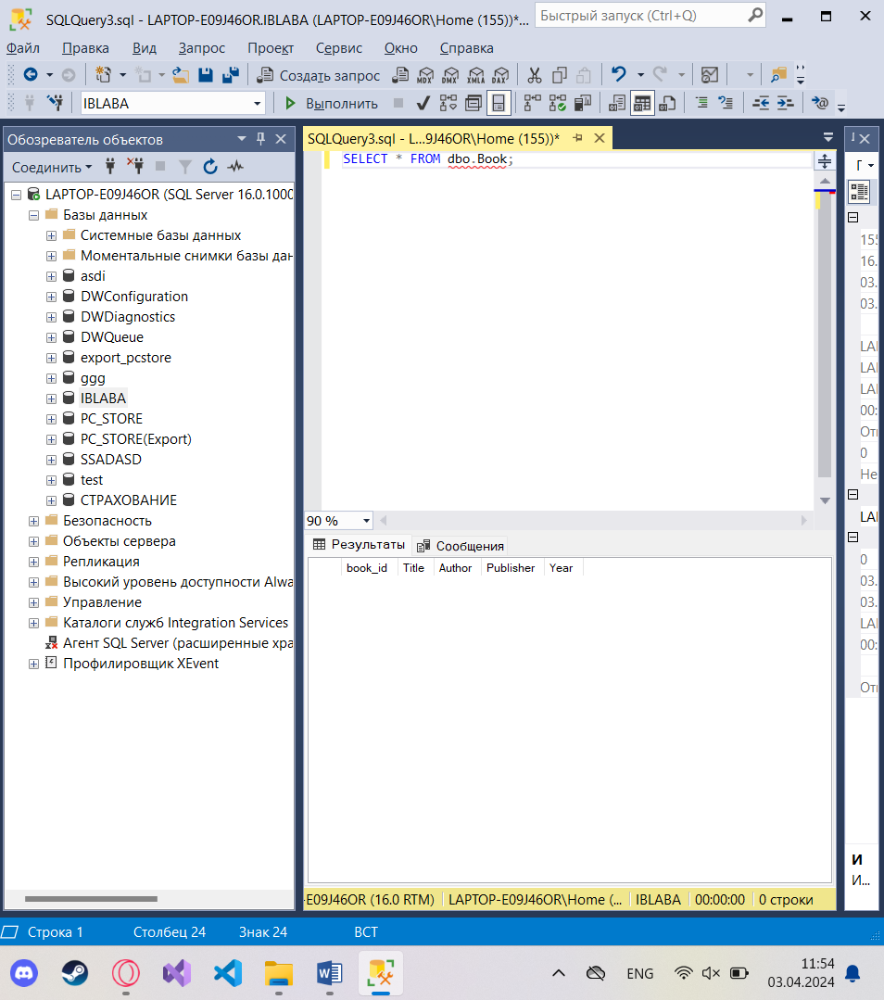 SQLQuery3.sql - LAPTOP-E09J46OR.IBLABA (LAPTOP-E09J46OR\Home (155))*...
Быстрый запуск (Ctrl+Q)
Файл Правка Вид Запрос Проект Сервис Окно Справка
Создать запрос MDX DMX XMLA DAX
IBLABA Выполнить
Обозреватель объектов
Соединить
LAPTOP-E09J46OR (SQL Server 16.0.1000
Базы данных
Системные базы данных
Моментальные снимки базы дан
asdi
DWConfiguration
DWDiagnostics
DWQueue
export_pcstore
ggg
IBLABA
PC_STORE
PC_STORE(Export)
SSADASD
test
СТРАХОВАНИЕ
Безопасность
Объекты сервера
Репликация
Высокий уровень доступности Alwa
Управление
Каталоги служб Integration Services
Агент SQL Server (расширенные хра
Профилировщик XEvent
SQLQuery3.sql - L...9J46OR\Home (155))*
SELECT * FROM dbo.Book;
90 %
Результаты Сообщения
book_id Title Author Publisher Year
-E09J46OR (16.0 RTM) LAPTOP-E09J46OR\Home (... IBLABA 00:00:00 0 строки
Г
155
16.
03.
03.
LAI
LAI
LAI
00:
От
0
Не
LAI
0
03.
03.
LAI
00:
От
И
И...
Строка 1 Столбец 24 Знак 24 ВСТ
ENG
11:54
03.04.2024